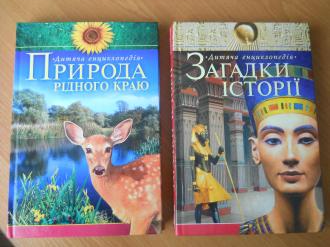 Дитяча енциклопедія
ПРИРОДА
РІДНОГО КРАЮ
Дитяча енциклопедія
ЗАГАДКИ
ІСТОРІЇ